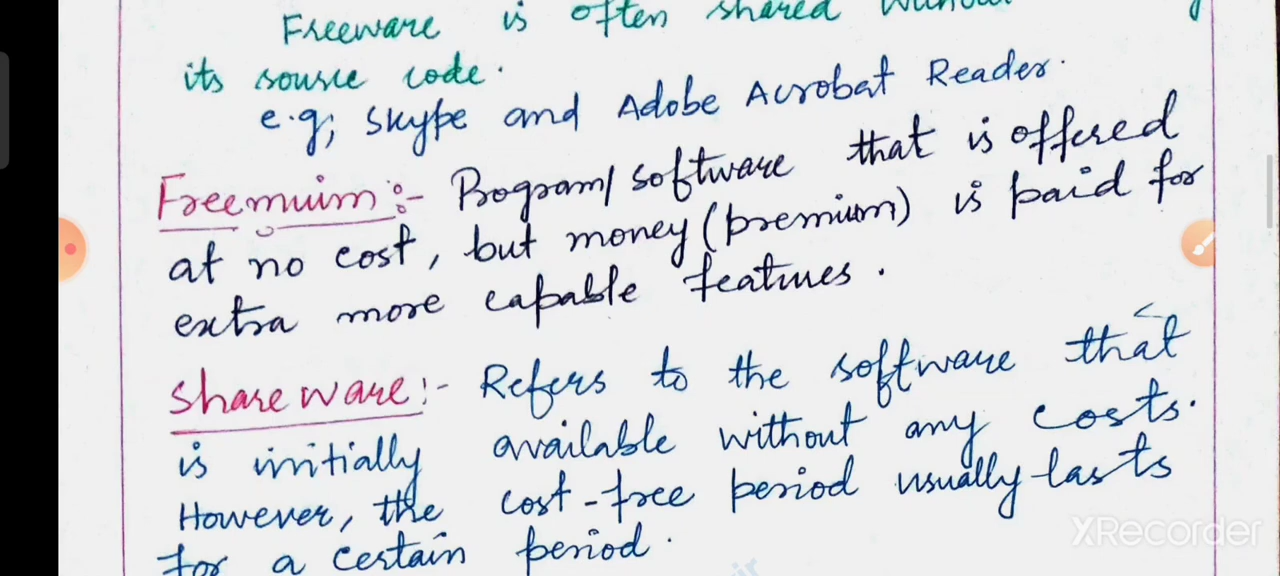 Freeware is often shared without
its source code.
e.g; Skype and Adobe Acrobat Reader.
Freemuim:- Program/software that is offered
at no cost, but money (premium) is paid for
extra more capable features.
Shareware:- Refers to the software that
is initially available without any costs.
However, the cost-free period usually lasts
for a certain period.
XRecorder